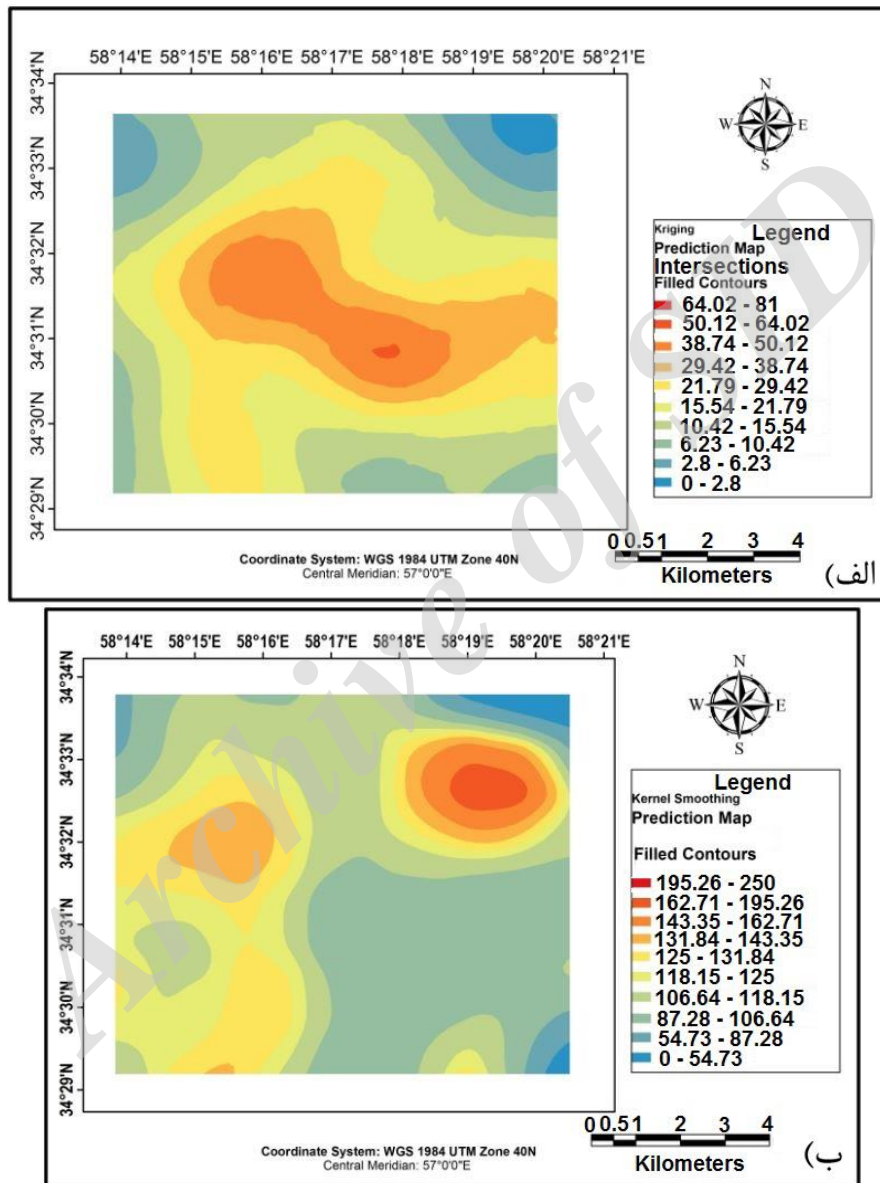 58°14'E 58°15'E 58°16'E 58°17'E 58°18'E 58°19'E 58°20'E 58°21'E
34°34'N
34°33'N
34°32'N
34°31'N
34°30'N
34°29'N
N
W E
S
Kriging Legend
Prediction Map
Intersections
Filled Contours
64.02 - 81
50.12 - 64.02
38.74 - 50.12
29.42 - 38.74
21.79 - 29.42
15.54 - 21.79
10.42 - 15.54
6.23 - 10.42
2.8 - 6.23
0 - 2.8
Coordinate System: WGS 1984 UTM Zone 40N
Central Meridian: 57°0'0"E
0 0.51 2 3 4
Kilometers
الف)
58°14'E 58°15'E 58°16'E 58°17'E 58°18'E 58°19'E 58°20'E 58°21'E
34°34'N
34°33'N
34°32'N
34°31'N
34°30'N
34°29'N
N
W E
S
Legend
Kernel Smoothing
Prediction Map
Filled Contours
195.26 - 250
162.71 - 195.26
143.35 - 162.71
131.84 - 143.35
125 - 131.84
118.15 - 125
106.64 - 118.15
87.28 - 106.64
54.73 - 87.28
0 - 54.73
Coordinate System: WGS 1984 UTM Zone 40N
Central Meridian: 57°0'0"E
0 0.51 2 3 4
Kilometers
ب)
Archive of SID